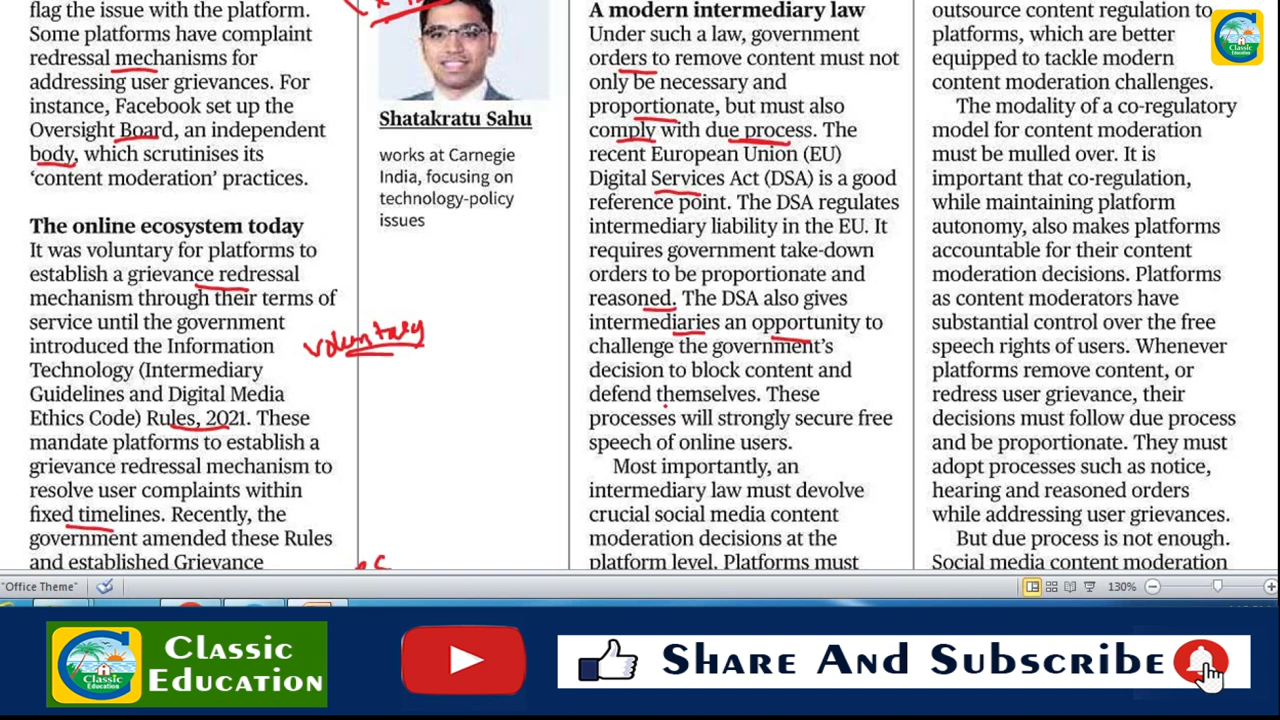 flag the issue with the platform.
Some platforms have complaint
redressal mechanisms for
addressing user grievances. For
instance, Facebook set up the
Oversight Board, an independent
body, which scrutinises its
‘content moderation’ practices.
The online ecosystem today
It was voluntary for platforms to
establish a grievance redressal
mechanism through their terms of
service until the government
introduced the Information
Technology (Intermediary
Guidelines and Digital Media
Ethics Code) Rules, 2021. These
mandate platforms to establish a
grievance redressal mechanism to
resolve user complaints within
fixed timelines. Recently, the
government amended these Rules
and established Grievance
Shatakratu Sahu
works at Carnegie
India, focusing on
technology-policy
issues
voluntary
A modern intermediary law
Under such a law, government
orders to remove content must not
only be necessary and
proportionate, but must also
comply with due process. The
recent European Union (EU)
Digital Services Act (DSA) is a good
reference point. The DSA regulates
intermediary liability in the EU. It
requires government take-down
orders to be proportionate and
reasoned. The DSA also gives
intermediaries an opportunity to
challenge the government’s
decision to block content and
defend themselves. These
processes will strongly secure free
speech of online users.
Most importantly, an
intermediary law must devolve
crucial social media content
moderation decisions at the
platform level. Platforms must
outsource content regulation to
platforms, which are better
equipped to tackle modern
content moderation challenges.
The modality of a co-regulatory
model for content moderation
must be mulled over. It is
important that co-regulation,
while maintaining platform
autonomy, also makes platforms
accountable for their content
moderation decisions. Platforms
as content moderators have
substantial control over the free
speech rights of users. Whenever
platforms remove content, or
redress user grievance, their
decisions must follow due process
and be proportionate. They must
adopt processes such as notice,
hearing and reasoned orders
while addressing user grievances.
But due process is not enough.
Social media content moderation
Classic
Education
"Office Theme"
130%
Classic
Education
Classic
Education
Classic
Education
Share And Subscribe